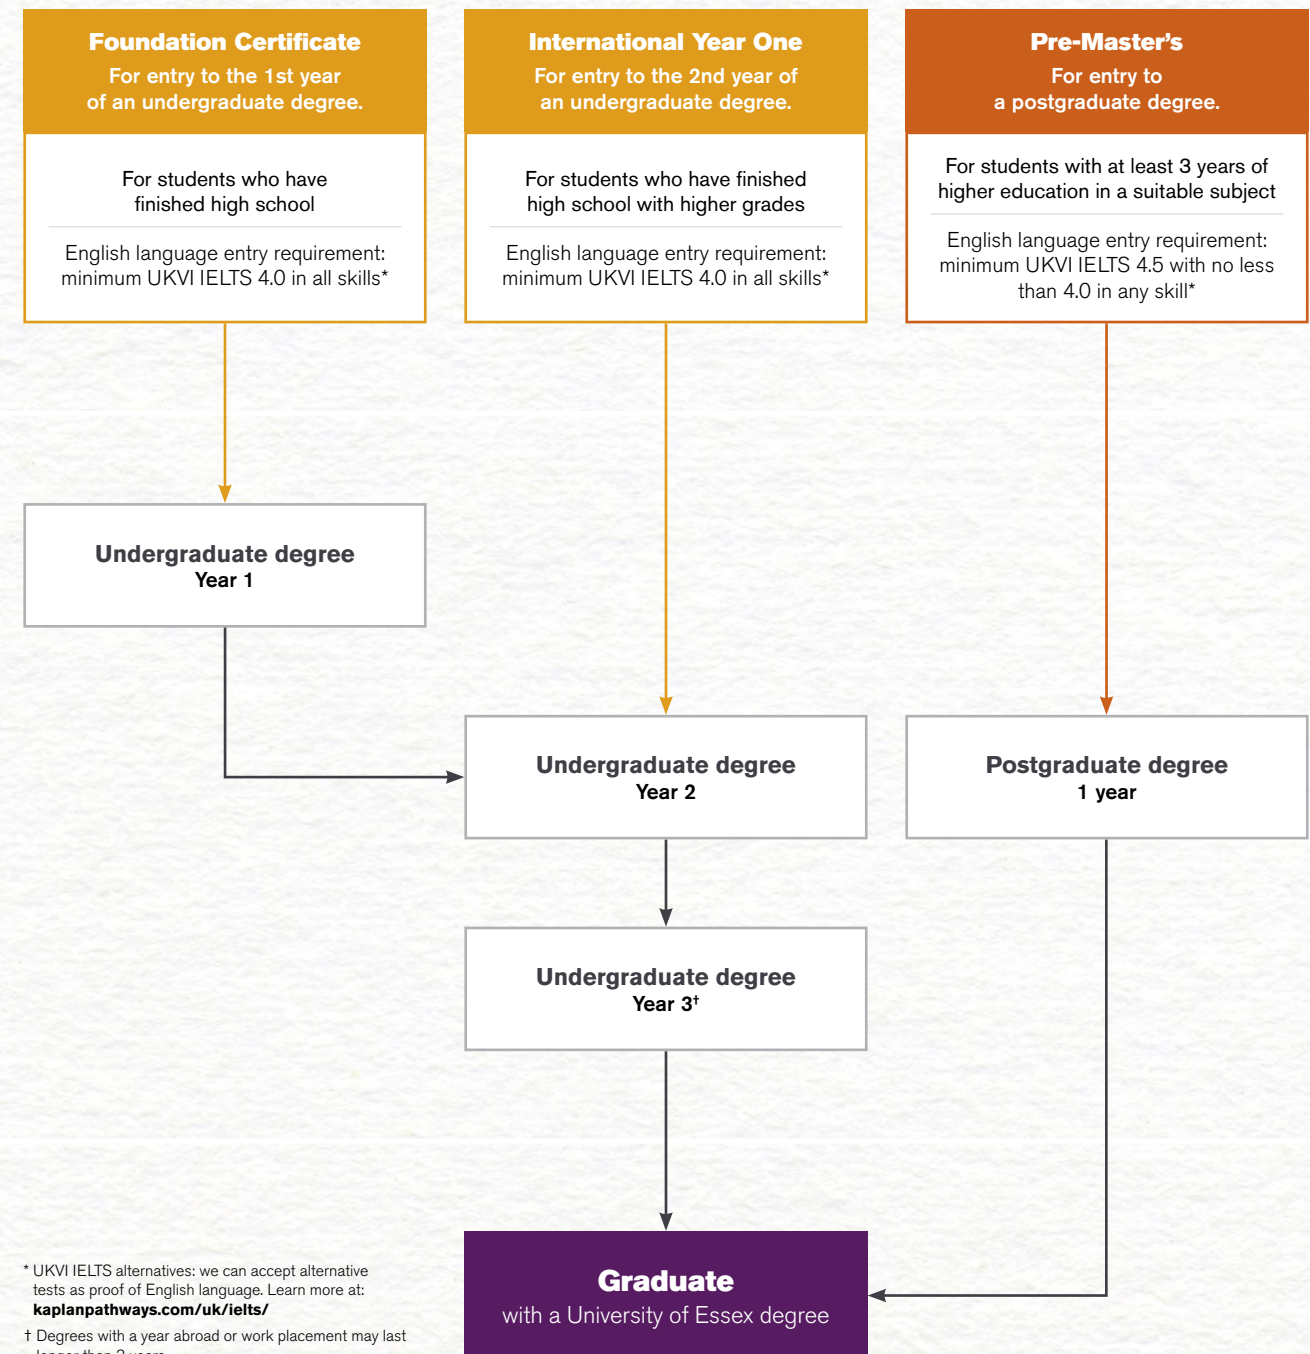 Foundation Certificate
For entry to the 1st year
of an undergraduate degree.
For students who have
finished high school
English language entry requirement:
minimum UKVI IELTS 4.0 in all skills*
International Year One
For entry to the 2nd year of
an undergraduate degree.
For students who have finished
high school with higher grades
English language entry requirement:
minimum UKVI IELTS 4.0 in all skills*
Pre-Master's
For entry to
a postgraduate degree.
For students with at least 3 years of
higher education in a suitable subject
English language entry requirement:
minimum UKVI IELTS 4.5 with no less
than 4.0 in any skill*
Undergraduate degree
Year 1
Undergraduate degree
Year 2
Postgraduate degree
1 year
Undergraduate degree
Year 3†
Graduate
with a University of Essex degree
* UKVI IELTS alternatives: we can accept alternative
tests as proof of English language. Learn more at:
kaplanpathways.com/uk/ielts/
† Degrees with a year abroad or work placement may last